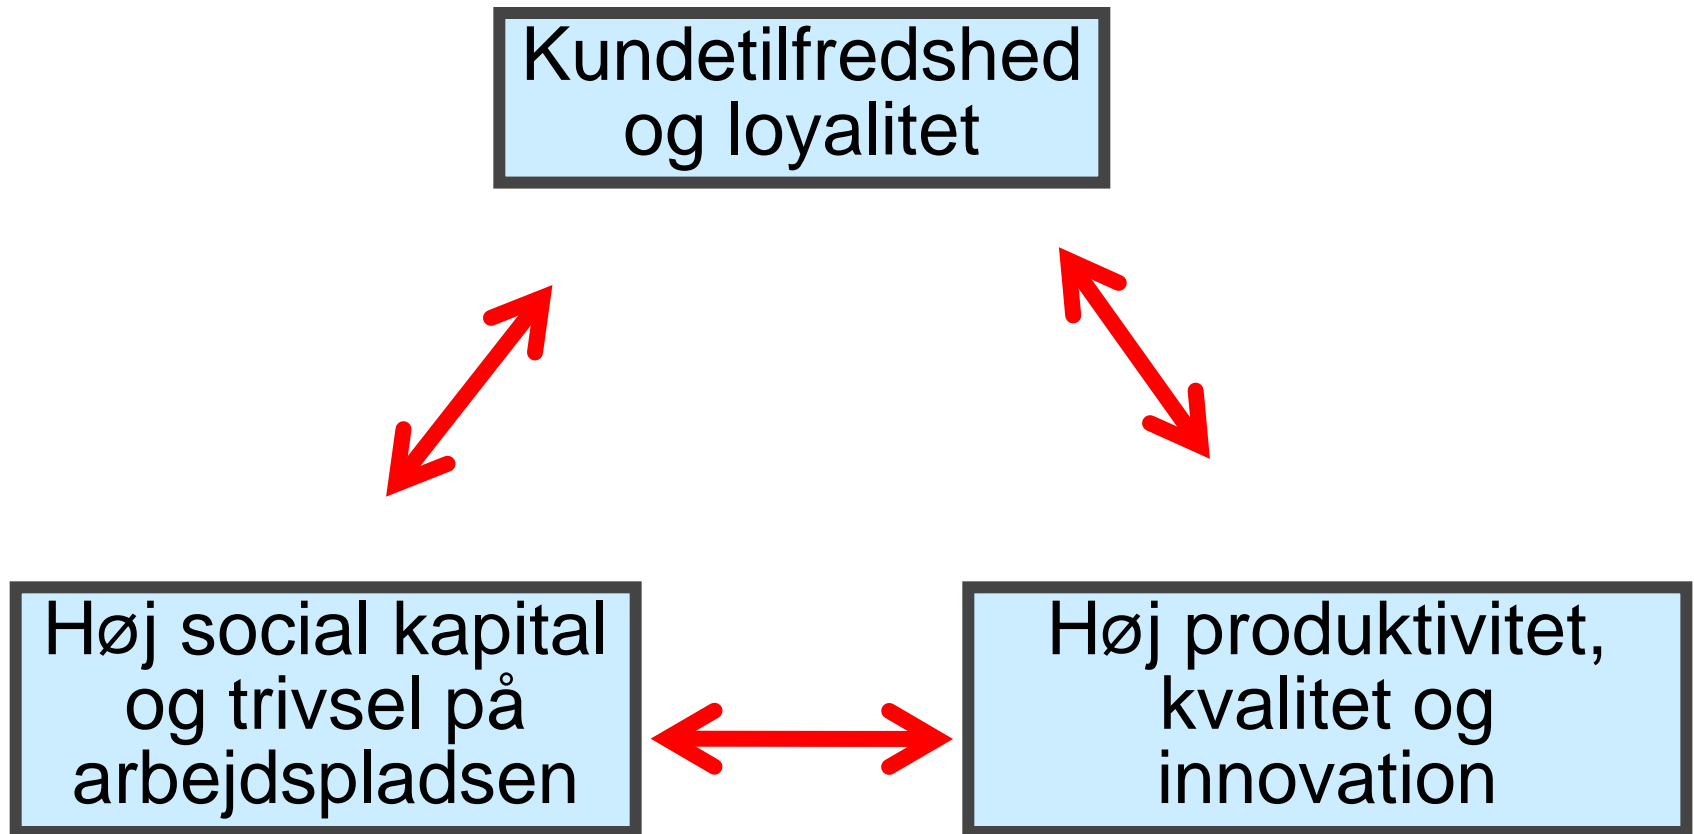 Kundetilfredshed
og loyalitet
Høj social kapital
og trivsel på
arbejdspladsen
Høj produktivitet,
kvalitet og
innovation